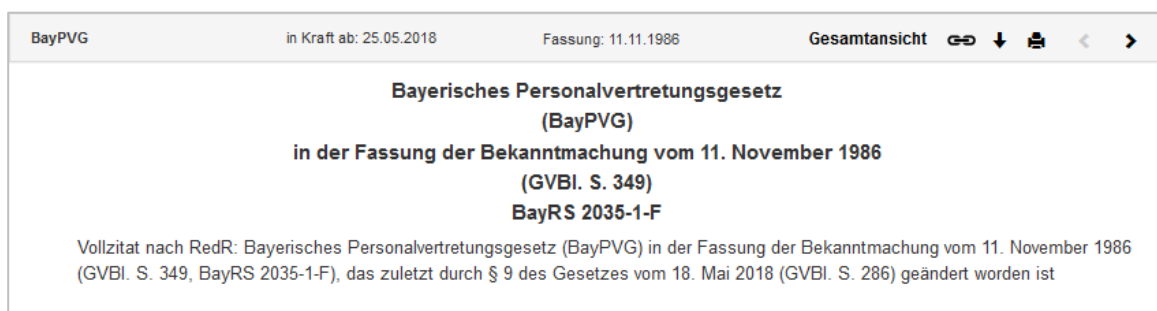 BayPVG in Kraft ab: 25.05.2018 Fassung: 11.11.1986 Gesamtansicht
Bayerisches Personalvertretungsgesetz
(BayPVG)
in der Fassung der Bekanntmachung vom 11. November 1986
(GVBl. S. 349)
BayRS 2035-1-F
Vollzitat nach RedR: Bayerisches Personalvertretungsgesetz (BayPVG) in der Fassung der Bekanntmachung vom 11. November 1986
(GVBl. S. 349, BayRS 2035-1-F), das zuletzt durch § 9 des Gesetzes vom 18. Mai 2018 (GVBl. S. 286) geändert worden ist